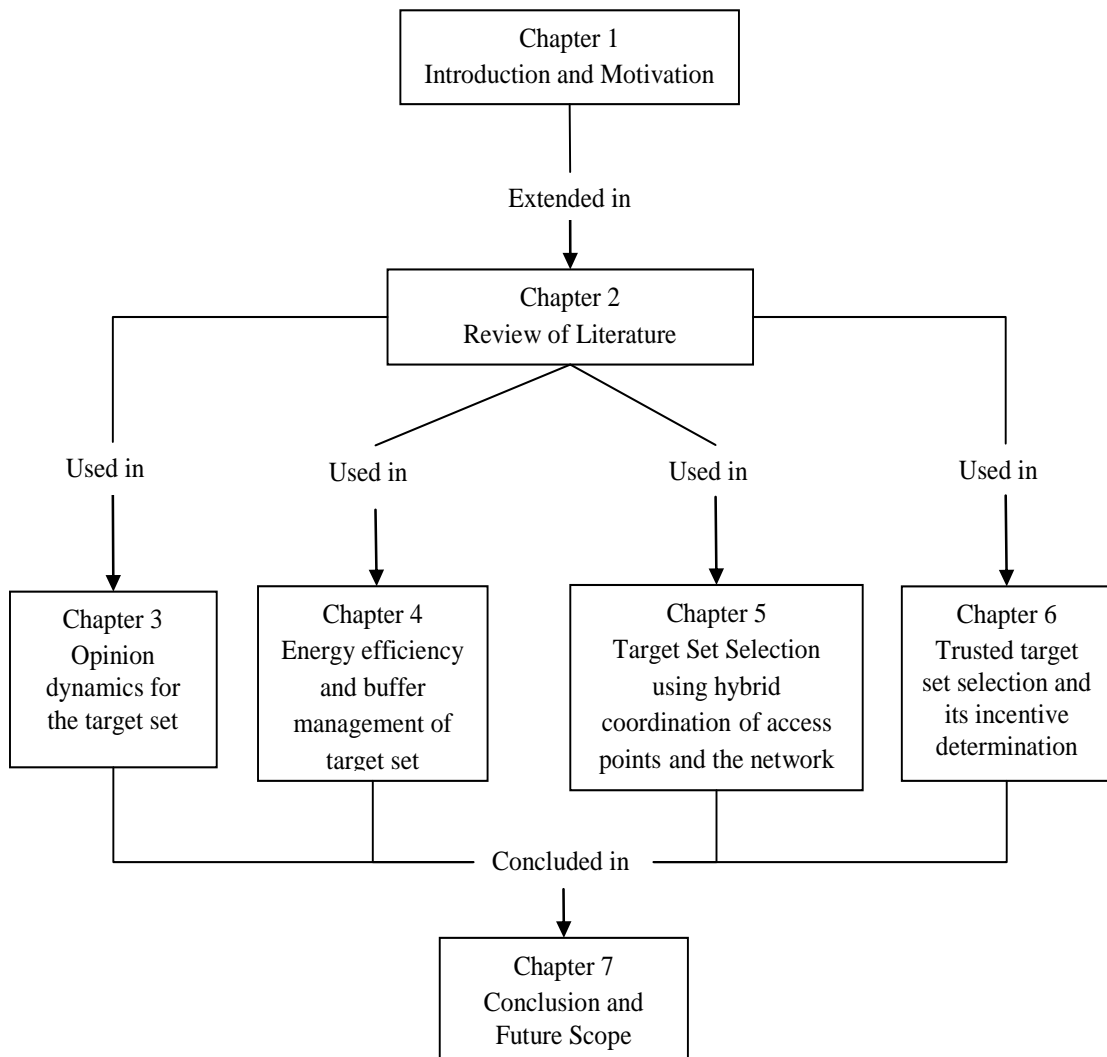 Chapter 1
Introduction and Motivation
Extended in
Chapter 2
Review of Literature
Used in
Used in
Used in
Used in
Chapter 3
Opinion
dynamics for
the target set
Chapter 4
Energy efficiency
and buffer
management of
target set
Chapter 5
Target Set Selection
using hybrid
coordination of access
points and the network
Chapter 6
Trusted target
set selection and
its incentive
determination
Concluded in
Chapter 7
Conclusion and
Future Scope